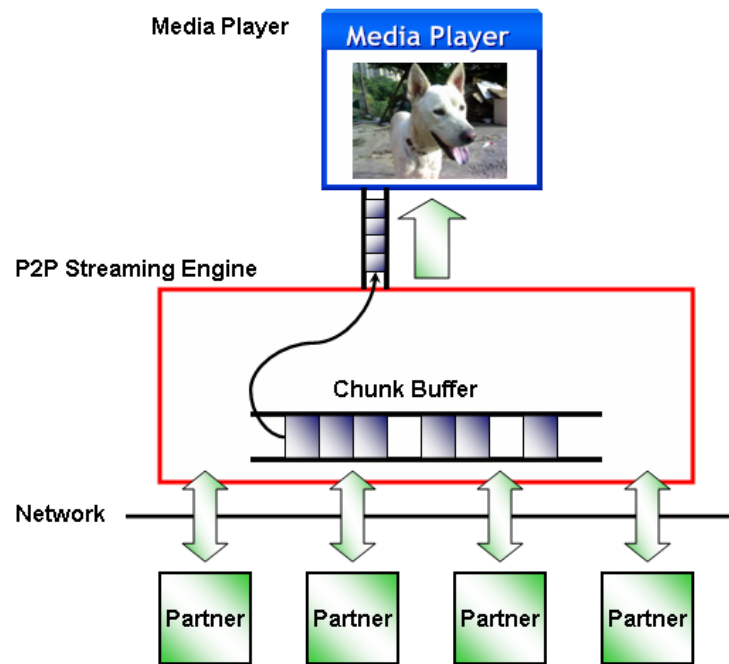 Media Player
Media Player
P2P Streaming Engine
Chunk Buffer
Network
Partner
Partner
Partner
Partner